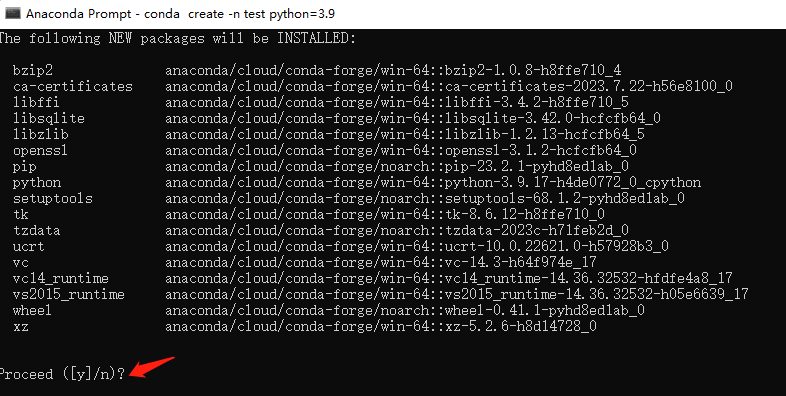 Anaconda Prompt - conda  create -n test python=3.9
The following NEW packages will be INSTALLED:
bzip2              anaconda/cloud/conda-forge/win-64::bzip2-1.0.8-h8ffe710_4
ca-certificates    anaconda/cloud/conda-forge/win-64::ca-certificates-2023.7.22-h56e8100_0
libffi             anaconda/cloud/conda-forge/win-64::libffi-3.4.2-h8ffe710_5
libsqlite          anaconda/cloud/conda-forge/win-64::libsqlite-3.42.0-hcfcfb64_0
libzlib            anaconda/cloud/conda-forge/win-64::libzlib-1.2.13-hcfcfb64_5
openssl            anaconda/cloud/conda-forge/win-64::openssl-3.1.2-hcfcfb64_0
pip                anaconda/cloud/conda-forge/noarch::pip-23.2.1-pyhd8ed1ab_0
python             anaconda/cloud/conda-forge/win-64::python-3.9.17-h4de0772_0_cpython
setuptools         anaconda/cloud/conda-forge/noarch::setuptools-68.1.2-pyhd8ed1ab_0
tk                 anaconda/cloud/conda-forge/win-64::tk-8.6.12-h8ffe710_0
tzdata             anaconda/cloud/conda-forge/noarch::tzdata-2023c-h71feb2d_0
ucrt               anaconda/cloud/conda-forge/win-64::ucrt-10.0.22621.0-h57928b3_0
vc                 anaconda/cloud/conda-forge/win-64::vc-14.3-h64f974e_17
vc14_runtime       anaconda/cloud/conda-forge/win-64::vc14_runtime-14.36.32532-hfdfe4a8_17
vs2015_runtime     anaconda/cloud/conda-forge/win-64::vs2015_runtime-14.36.32532-h05e6639_17
wheel              anaconda/cloud/conda-forge/noarch::wheel-0.41.1-pyhd8ed1ab_0
xz                 anaconda/cloud/conda-forge/win-64::xz-5.2.6-h8d14728_0
Proceed ([y]/n)?